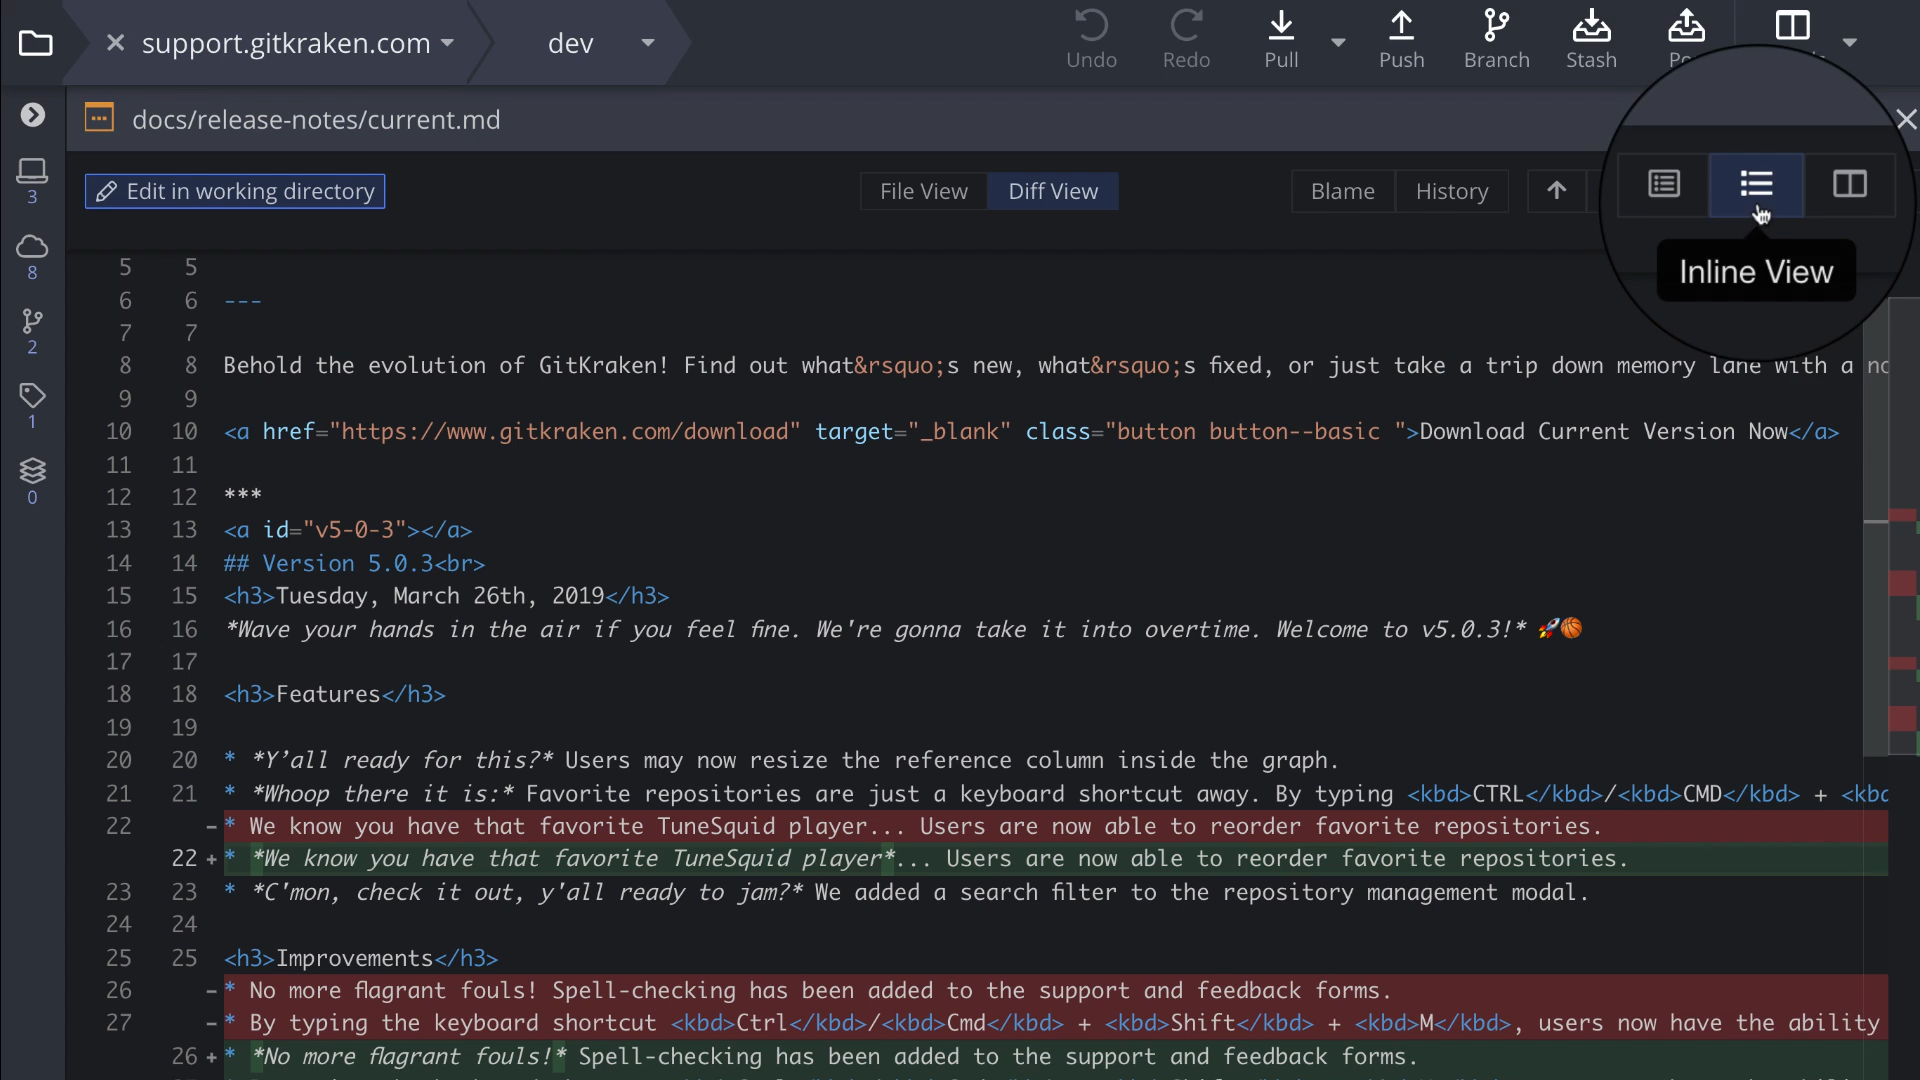 support.gitkraken.com dev
Undo Redo Pull Push Branch Stash
docs/release-notes/current.md
Edit in working directory File View Diff View Blame History
Inline View
3
8
2
1
0
5 5
6 6 ---
7 7
8 8 Behold the evolution of GitKraken! Find out what&rsquo;s new, what&rsquo;s fixed, or just take a trip down memory lane with a
9 9
10 10 <a href="https://www.gitkraken.com/download" target="_blank" class="button button--basic ">Download Current Version Now</a>
11 11
12 12 ***
13 13 <a id="v5-0-3"></a>
14 14 ## Version 5.0.3<br>
15 15 <h3>Tuesday, March 26th, 2019</h3>
16 16 *Wave your hands in the air if you feel fine. We're gonna take it into overtime. Welcome to v5.0.3!* 🚀🏀
17 17
18 18 <h3>Features</h3>
19 19
20 20 * *Y’all ready for this?* Users may now resize the reference column inside the graph.
21 21 * *Whoop there it is:* Favorite repositories are just a keyboard shortcut away. By typing <kbd>CTRL</kbd>/<kbd>CMD</kbd> +
22 -* We know you have that favorite TuneSquid player... Users are now able to reorder favorite repositories.
22 +* *We know you have that favorite TuneSquid player*... Users are now able to reorder favorite repositories.
23 23 * *C'mon, check it out, y'all ready to jam?* We added a search filter to the repository management modal.
24 24
25 25 <h3>Improvements</h3>
26 -* No more flagrant fouls! Spell-checking has been added to the support and feedback forms.
27 -* By typing the keyboard shortcut <kbd>Ctrl</kbd>/<kbd>Cmd</kbd> + <kbd>Shift</kbd> + <kbd>M</kbd>, users now have the ability
26 +* *No more flagrant fouls!* Spell-checking has been added to the support and feedback forms.